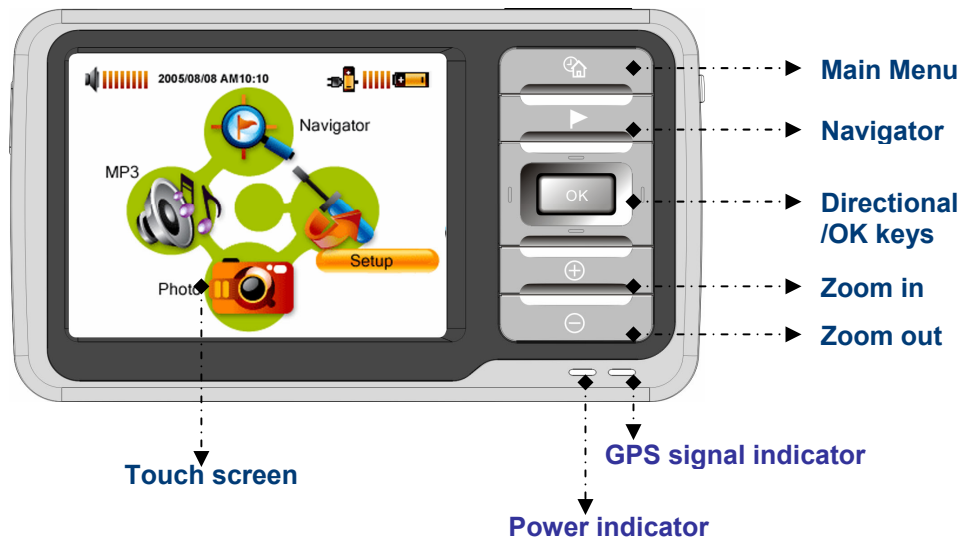 2005/08/08 AM10:10
Navigator
MP3
Setup
Photo
OK
Main Menu
Navigator
Directional
/OK keys
Zoom in
Zoom out
GPS signal indicator
Touch screen
Power indicator